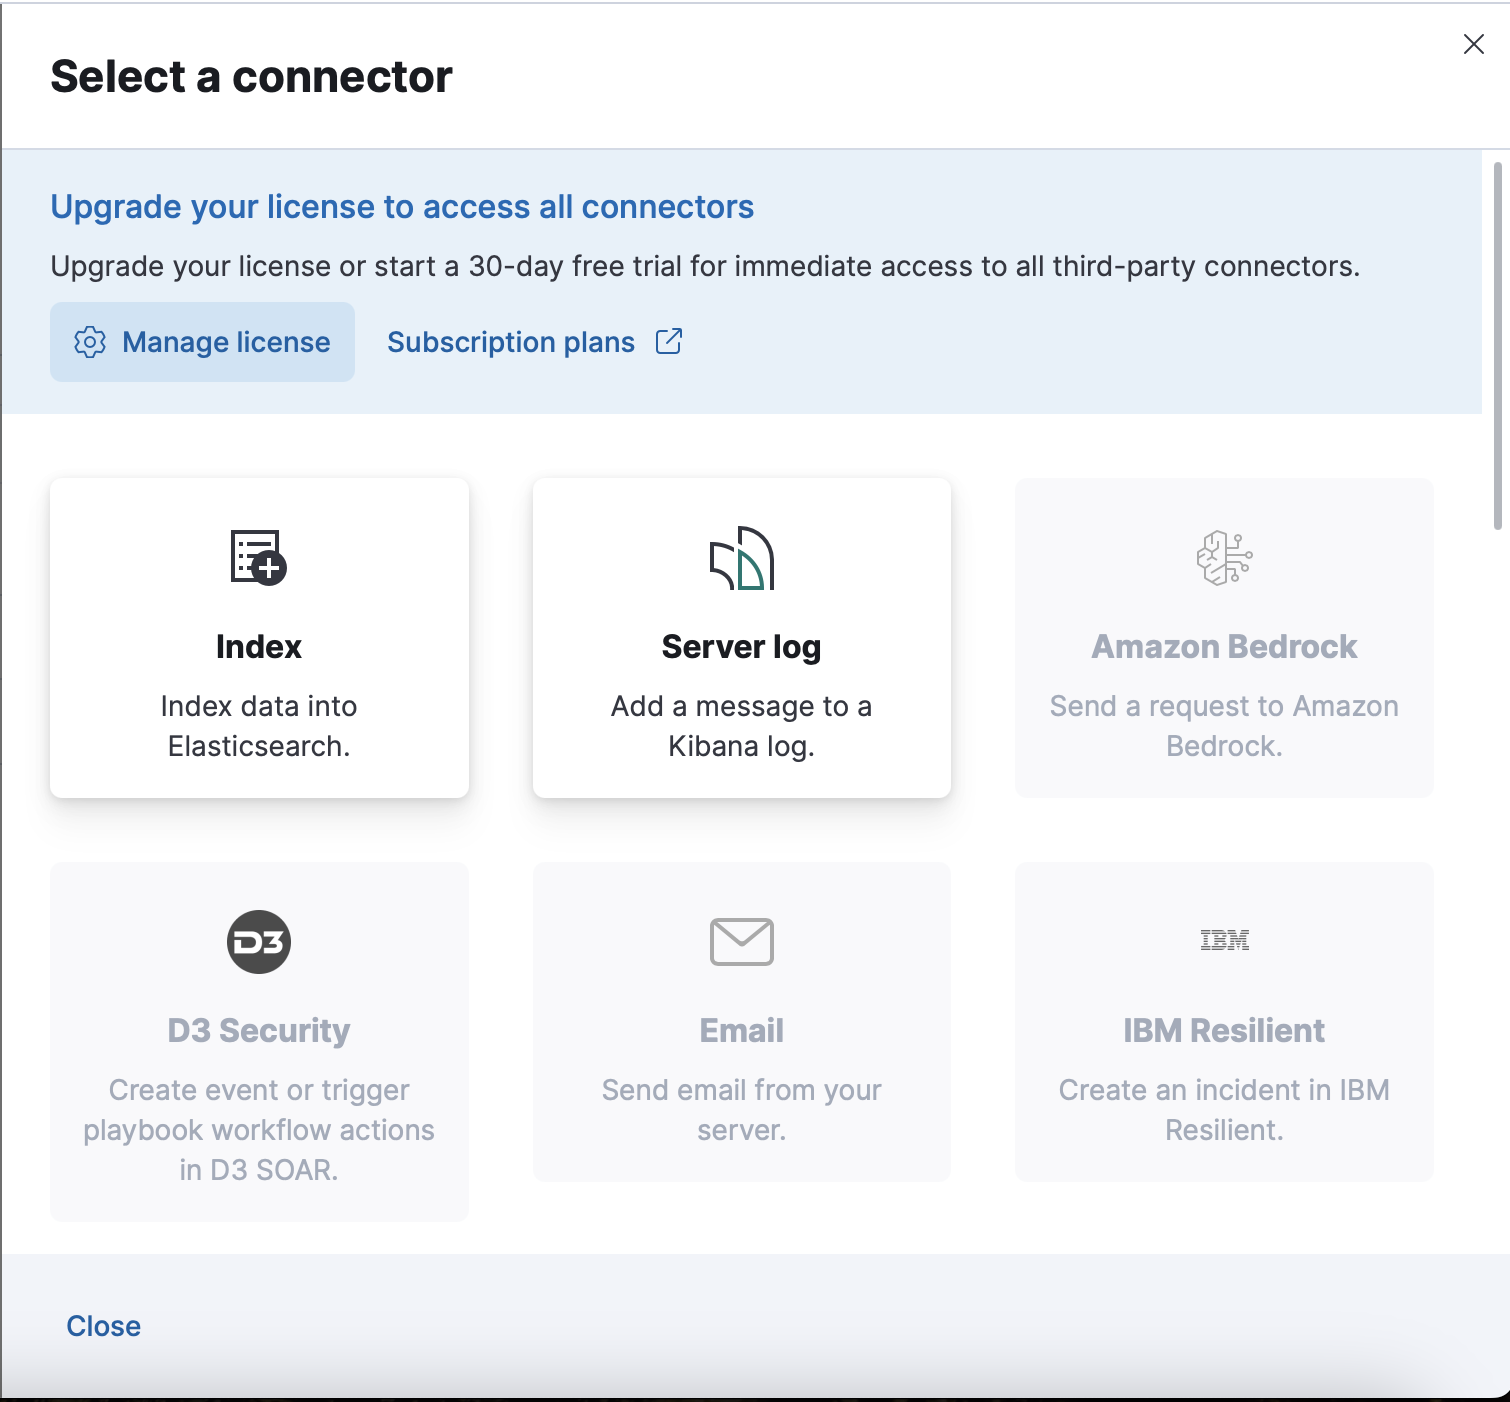 Select a connector
Upgrade your license to access all connectors
Upgrade your license or start a 30-day free trial for immediate access to all third-party connectors.
Manage license
Subscription plans
Index
Index data into
Elasticsearch.
Server log
Add a message to a
Kibana log.
Amazon Bedrock
Send a request to Amazon
Bedrock.
D3
D3 Security
Create event or trigger
playbook workflow actions
in D3 SOAR.
Email
Send email from your
server.
IBM
IBM Resilient
Create an incident in IBM
Resilient.
Close